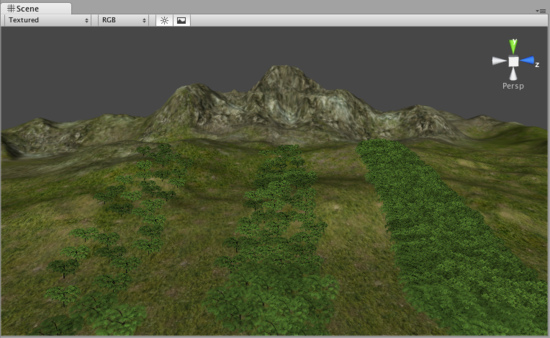 Scene
Textured
RGB
y
z
Persp